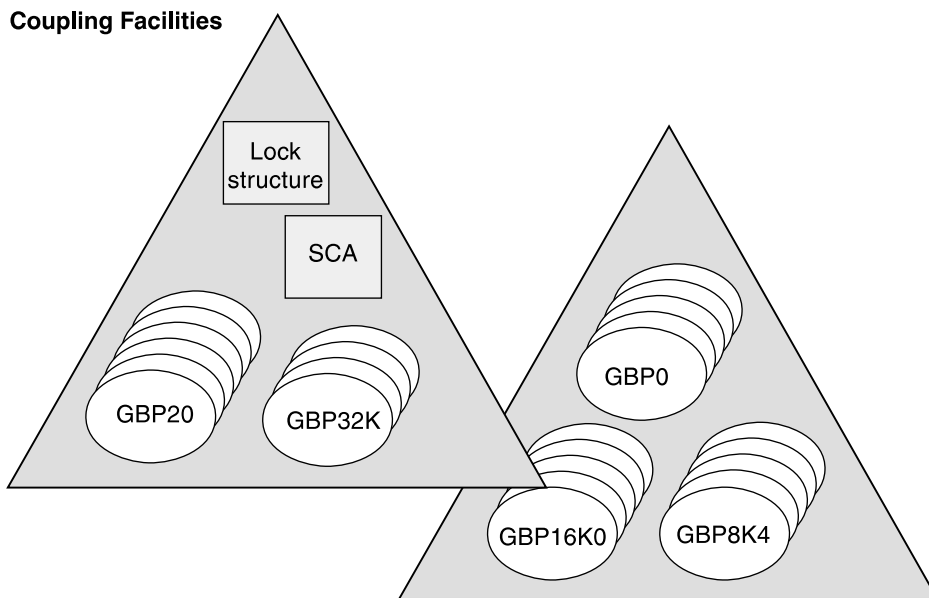 Coupling Facilities
Lock
structure
SCA
GBP20
GBP32K
GBP0
GBP16K0
GBP8K4